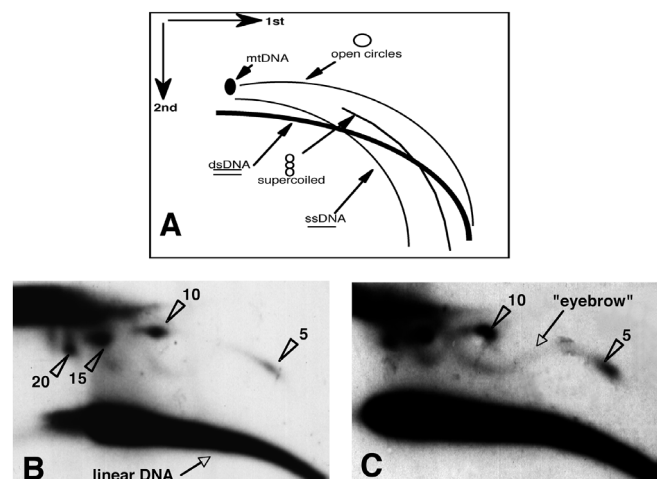 1st
mtDNA
open circles
2nd
dsDNA
supercoiled
ssDNA
A
10
20
15
5
B
linear DNA
10
"eyebrow"
5
C